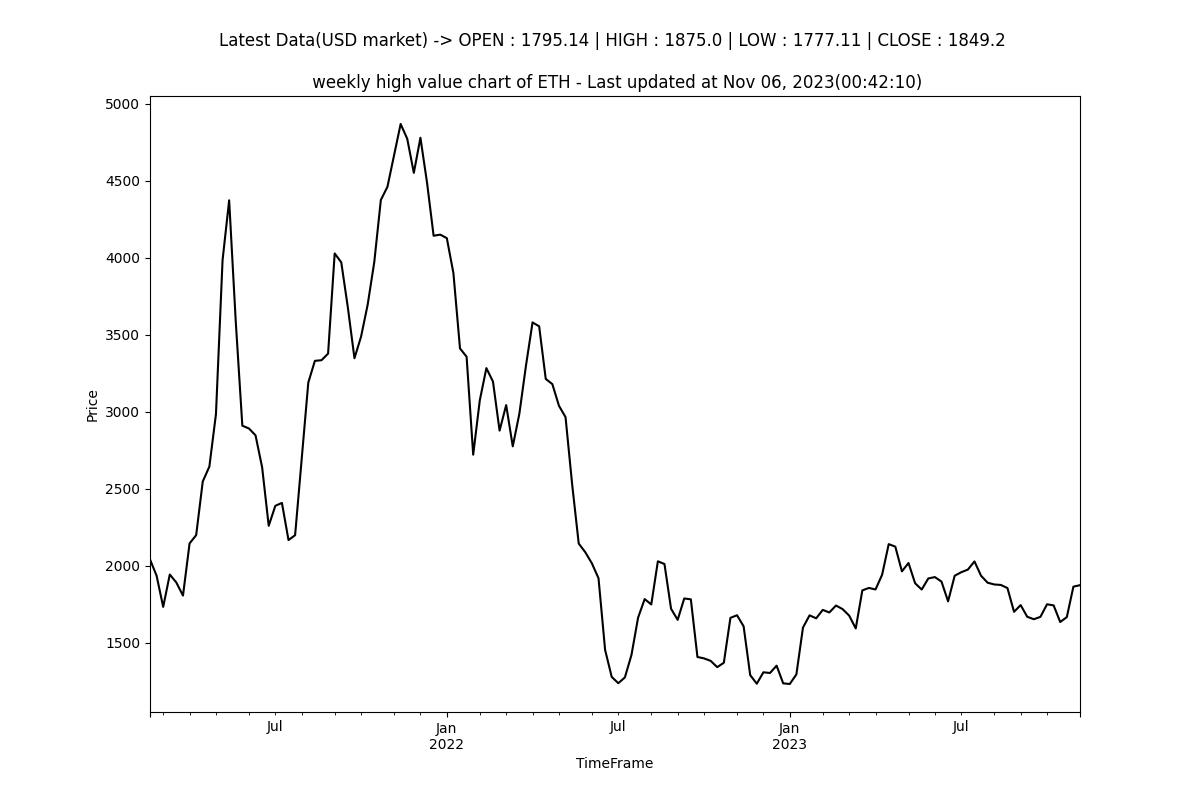 Latest Data(USD market) -> OPEN : 1795.14 | HIGH : 1875.0 | LOW : 1777.11 | CLOSE : 1849.2
weekly high value chart of ETH - Last updated at Nov 06, 2023(00:42:10)
5000
4500
4000
3500
3000
2500
2000
1500
Price
Jul
Jan
2022
Jul
Jan
2023
Jul
TimeFrame